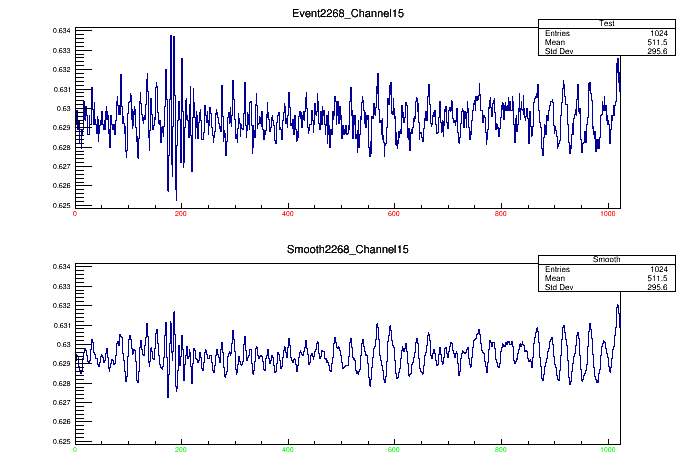 Event2268_Channel15
Test
Entries 1024
Mean 511.5
Std Dev 295.6
0.634
0.633
0.632
0.631
0.63
0.629
0.628
0.627
0.626
0.625
0 200 400 600 800 1000
Smooth2268_Channel15
Smooth
Entries 1024
Mean 511.5
Std Dev 295.6
0.634
0.633
0.632
0.631
0.63
0.629
0.628
0.627
0.626
0.625
0 200 400 600 800 1000